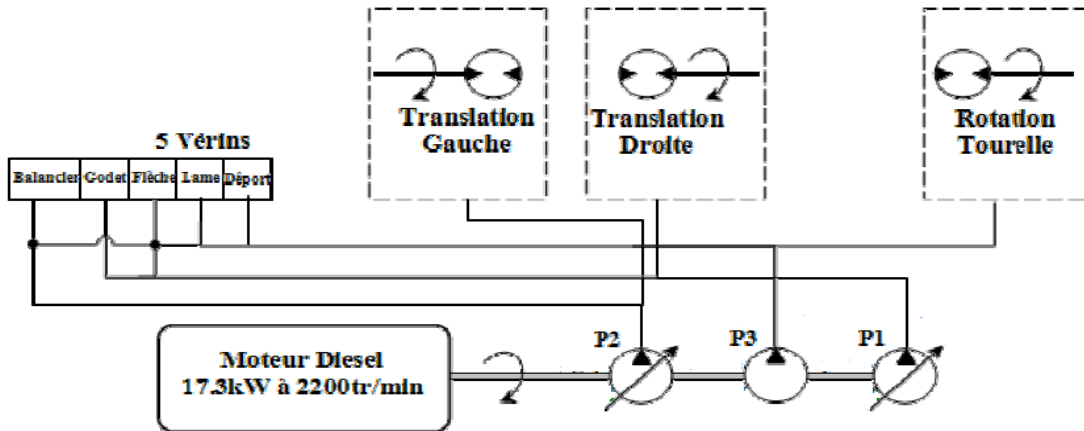 Translation
Gauche
Translation
Droite
Rotation
Tourelle
5 Vérins
Balancier Godet Flèche Lame Déport
P2
P3
P1
Moteur Diesel
17.3kW à 2200tr/min